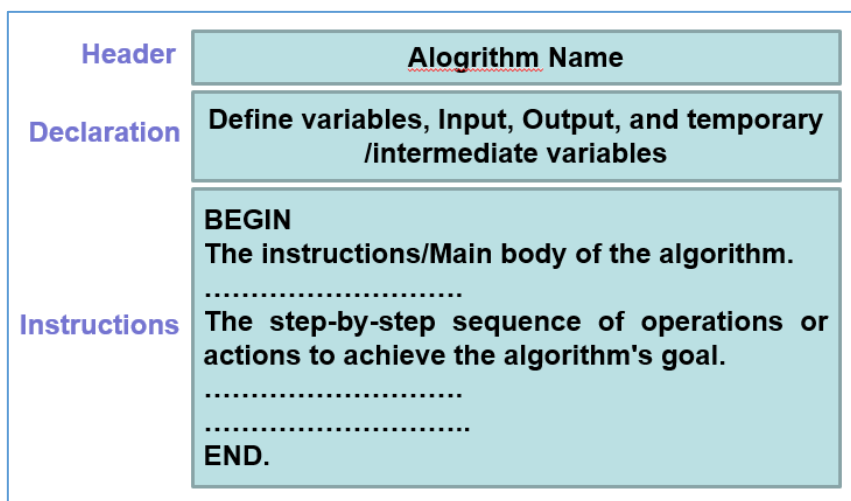 Header
Alogrithm Name
Declaration
Define variables, Input, Output, and temporary
/intermediate variables
Instructions
BEGIN
The instructions/Main body of the algorithm.
............................
The step-by-step sequence of operations or
actions to achieve the algorithm's goal.
............................
.............................
END.